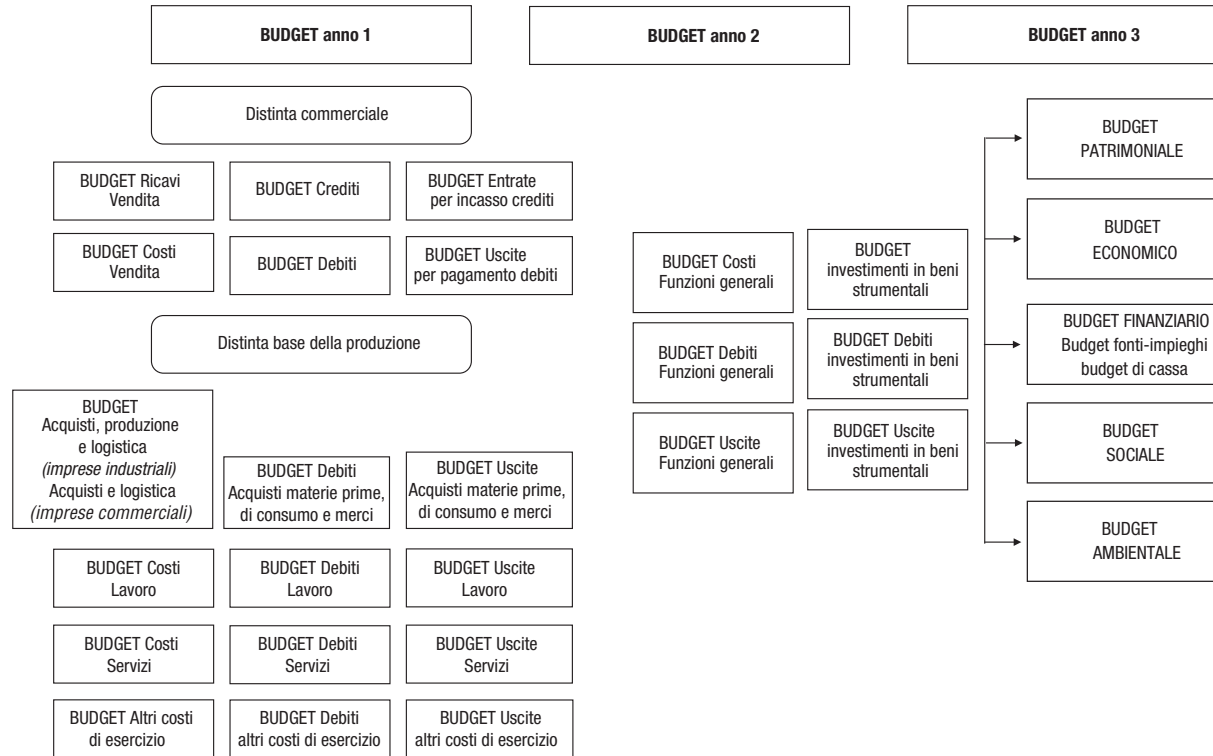 BUDGET anno 1
BUDGET anno 2
BUDGET anno 3
Distinta commerciale
BUDGET Ricavi
Vendita
BUDGET Crediti
BUDGET Entrate
per incasso crediti
BUDGET Costi
Vendita
BUDGET Debiti
BUDGET Uscite
per pagamento debiti
Distinta base della produzione
BUDGET
Acquisti, produzione
e logistica
(imprese industriali)
Acquisti e logistica
(imprese commerciali)
BUDGET Debiti
Acquisti materie prime,
di consumo e merci
BUDGET Uscite
Acquisti materie prime,
di consumo e merci
BUDGET Costi
Lavoro
BUDGET Debiti
Lavoro
BUDGET Uscite
Lavoro
BUDGET Costi
Servizi
BUDGET Debiti
Servizi
BUDGET Uscite
Servizi
BUDGET Altri costi
di esercizio
BUDGET Debiti
altri costi di esercizio
BUDGET Uscite
altri costi di esercizio
BUDGET Costi
Funzioni generali
BUDGET
investimenti in beni
strumentali
BUDGET Debiti
Funzioni generali
BUDGET Debiti
investimenti in beni
strumentali
BUDGET Uscite
Funzioni generali
BUDGET Uscite
investimenti in beni
strumentali
BUDGET
PATRIMONIALE
BUDGET
ECONOMICO
BUDGET FINANZIARIO
Budget fonti-impieghi
budget di cassa
BUDGET
SOCIALE
BUDGET
AMBIENTALE